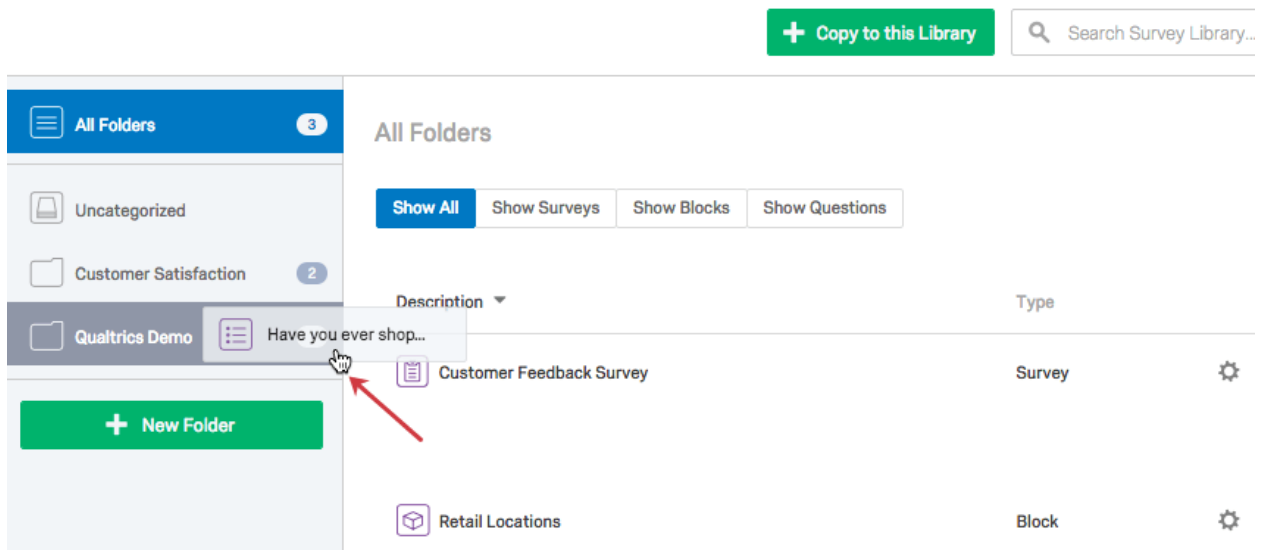 Copy to this Library
Search Survey Library...
All Folders 3
All Folders
Uncategorized
Show All Show Surveys Show Blocks Show Questions
Customer Satisfaction 2
Description Type
Qualtrics Demo
Have you ever shop...
Customer Feedback Survey Survey
New Folder
Retail Locations Block